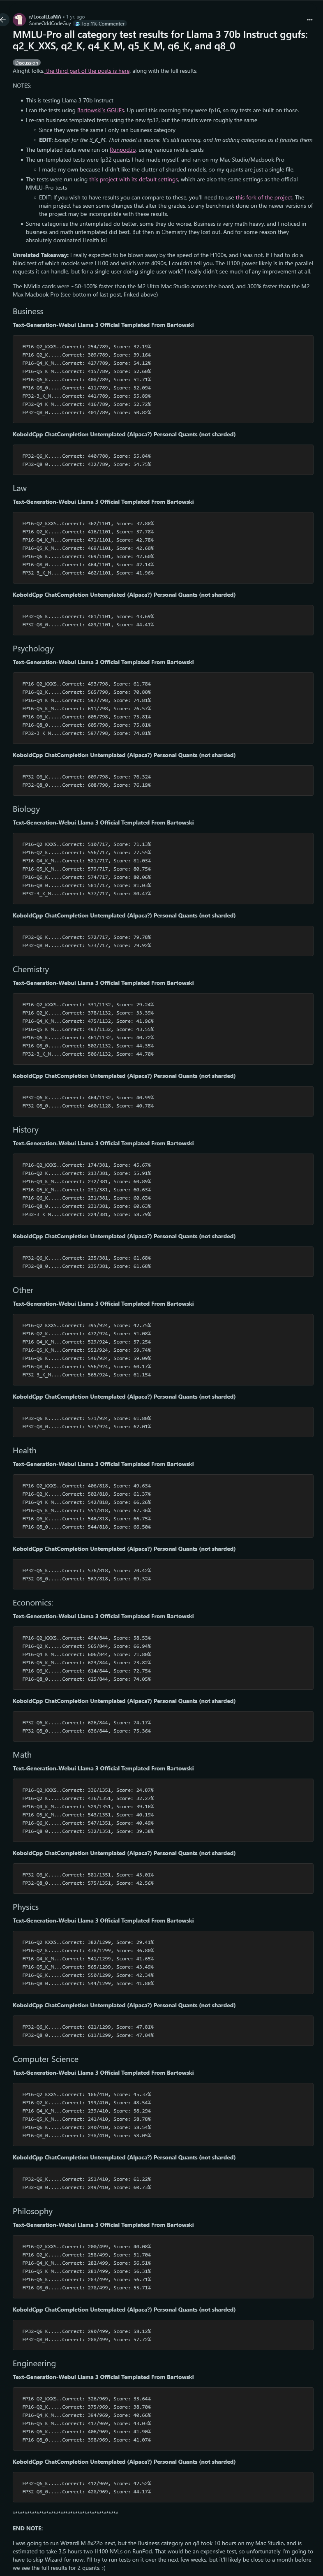 r/LocalLLaMA • 1 yr. ago
SomeOddCodeGuy Top 1% Commenter
MMLU-Pro all category test results for Llama 3 70b Instruct ggufs:
q2_K_XXS, q2_K, q4_K_M, q5_K_M, q6_K, and q8_0
Discussion
Alright folks, the third part of the posts is here, along with the full results.
NOTES:
This is testing Llama 3 70b Instruct
I ran the tests using Bartowski's GGUFs. Up until this morning they were fp16, so my tests are built on those.
I re-ran business templated tests using the new fp32, but the results were roughly the same
Since they were the same I only ran business category
EDIT: Except for the 3_K_M. That model is insane. It's still running, and Im adding categories as it finishes them
The templated tests were run on Runpod.io, using various nvidia cards
The un-templated tests were fp32 quants I had made myself, and ran on my Mac Studio/Macbook Pro
I made my own because I didn't like the clutter of sharded models, so my quants are just a single file.
The tests were run using this project with its default settings, which are also the same settings as the official
MMLU-Pro tests
EDIT: If you wish to have results you can compare to these, you'll need to use this fork of the project. The
main project has seen some changes that alter the grades, so any benchmark done on the newer versions of
the project may be incompatible with these results.
Some categories the untemplated do better, some they do worse. Business is very math heavy, and I noticed in
business and math untemplated did best. But then in Chemistry they lost out. And for some reason they
absolutely dominated Health lol
Unrelated Takeaway: I really expected to be blown away by the speed of the H100s, and I was not. If I had to do a
blind test of which models were H100 and which were 4090s, I couldn't tell you. The H100 power likely is in the parallel
requests it can handle, but for a single user doing single user work? I really didn't see much of any improvement at all.
The NVidia cards were ~50-100% faster than the M2 Ultra Mac Studio across the board, and 300% faster than the M2
Max Macbook Pro (see bottom of last post, linked above)
Business
Text-Generation-Webui Llama 3 Official Templated From Bartowski
FP16-Q2_KXXS..Correct: 254/789, Score: 32.19%
FP16-Q2_K.....Correct: 309/789, Score: 39.16%
FP16-Q4_K_M...Correct: 427/789, Score: 54.12%
FP16-Q5_K_M...Correct: 415/789, Score: 52.60%
FP16-Q6_K.....Correct: 408/789, Score: 51.71%
FP16-Q8_0.....Correct: 411/789, Score: 52.09%
FP32-3_K_M....Correct: 441/789, Score: 55.89%
FP32-Q4_K_M...Correct: 416/789, Score: 52.72%
FP32-Q8_0.....Correct: 401/789, Score: 50.82%
KoboldCpp ChatCompletion Untemplated (Alpaca?) Personal Quants (not sharded)
FP32-Q6_K.....Correct: 440/788, Score: 55.84%
FP32-Q8_0.....Correct: 432/789, Score: 54.75%
Law
Text-Generation-Webui Llama 3 Official Templated From Bartowski
FP16-Q2_KXXS..Correct: 362/1101, Score: 32.88%
FP16-Q2_K.....Correct: 416/1101, Score: 37.78%
FP16-Q4_K_M...Correct: 471/1101, Score: 42.78%
FP16-Q5_K_M...Correct: 469/1101, Score: 42.60%
FP16-Q6_K.....Correct: 469/1101, Score: 42.60%
FP16-Q8_0.....Correct: 464/1101, Score: 42.14%
FP32-3_K_M....Correct: 462/1101, Score: 41.96%
KoboldCpp ChatCompletion Untemplated (Alpaca?) Personal Quants (not sharded)
FP32-Q6_K.....Correct: 481/1101, Score: 43.69%
FP32-Q8_0.....Correct: 489/1101, Score: 44.41%
Psychology
Text-Generation-Webui Llama 3 Official Templated From Bartowski
FP16-Q2_KXXS..Correct: 493/798, Score: 61.78%
FP16-Q2_K.....Correct: 565/798, Score: 70.80%
FP16-Q4_K_M...Correct: 597/798, Score: 74.81%
FP16-Q5_K_M...Correct: 611/798, Score: 76.57%
FP16-Q6_K.....Correct: 605/798, Score: 75.81%
FP16-Q8_0.....Correct: 605/798, Score: 75.81%
FP32-3_K_M....Correct: 597/798, Score: 74.81%
KoboldCpp ChatCompletion Untemplated (Alpaca?) Personal Quants (not sharded)
FP32-Q6_K.....Correct: 609/798, Score: 76.32%
FP32-Q8_0.....Correct: 608/798, Score: 76.19%
Biology
Text-Generation-Webui Llama 3 Official Templated From Bartowski
FP16-Q2_KXXS..Correct: 510/717, Score: 71.13%
FP16-Q2_K.....Correct: 556/717, Score: 77.55%
FP16-Q4_K_M...Correct: 581/717, Score: 81.03%
FP16-Q5_K_M...Correct: 579/717, Score: 80.75%
FP16-Q6_K.....Correct: 574/717, Score: 80.06%
FP16-Q8_0.....Correct: 581/717, Score: 81.03%
FP32-3_K_M....Correct: 577/717, Score: 80.47%
KoboldCpp ChatCompletion Untemplated (Alpaca?) Personal Quants (not sharded)
FP32-Q6_K.....Correct: 572/717, Score: 79.78%
FP32-Q8_0.....Correct: 573/717, Score: 79.92%
Chemistry
Text-Generation-Webui Llama 3 Official Templated From Bartowski
FP16-Q2_KXXS..Correct: 331/1132, Score: 29.24%
FP16-Q2_K.....Correct: 378/1132, Score: 33.39%
FP16-Q4_K_M...Correct: 475/1132, Score: 41.96%
FP16-Q5_K_M...Correct: 493/1132, Score: 43.55%
FP16-Q6_K.....Correct: 461/1132, Score: 40.72%
FP16-Q8_0.....Correct: 502/1132, Score: 44.35%
FP32-3_K_M....Correct: 506/1132, Score: 44.70%
KoboldCpp ChatCompletion Untemplated (Alpaca?) Personal Quants (not sharded)
FP32-Q6_K.....Correct: 464/1132, Score: 40.99%
FP32-Q8_0.....Correct: 460/1128, Score: 40.78%
History
Text-Generation-Webui Llama 3 Official Templated From Bartowski
FP16-Q2_KXXS..Correct: 174/381, Score: 45.67%
FP16-Q2_K.....Correct: 213/381, Score: 55.91%
FP16-Q4_K_M...Correct: 232/381, Score: 60.89%
FP16-Q5_K_M...Correct: 231/381, Score: 60.63%
FP16-Q6_K.....Correct: 231/381, Score: 60.63%
FP16-Q8_0.....Correct: 231/381, Score: 60.63%
FP32-3_K_M....Correct: 224/381, Score: 58.79%
KoboldCpp ChatCompletion Untemplated (Alpaca?) Personal Quants (not sharded)
FP32-Q6_K.....Correct: 235/381, Score: 61.68%
FP32-Q8_0.....Correct: 235/381, Score: 61.68%
Other
Text-Generation-Webui Llama 3 Official Templated From Bartowski
FP16-Q2_KXXS..Correct: 395/924, Score: 42.75%
FP16-Q2_K.....Correct: 472/924, Score: 51.08%
FP16-Q4_K_M...Correct: 529/924, Score: 57.25%
FP16-Q5_K_M...Correct: 552/924, Score: 59.74%
FP16-Q6_K.....Correct: 546/924, Score: 59.09%
FP16-Q8_0.....Correct: 556/924, Score: 60.17%
FP32-3_K_M....Correct: 565/924, Score: 61.15%
KoboldCpp ChatCompletion Untemplated (Alpaca?) Personal Quants (not sharded)
FP32-Q6_K.....Correct: 571/924, Score: 61.80%
FP32-Q8_0.....Correct: 573/924, Score: 62.01%
Health
Text-Generation-Webui Llama 3 Official Templated From Bartowski
FP16-Q2_KXXS..Correct: 406/818, Score: 49.63%
FP16-Q2_K.....Correct: 502/818, Score: 61.37%
FP16-Q4_K_M...Correct: 542/818, Score: 66.26%
FP16-Q5_K_M...Correct: 551/818, Score: 67.36%
FP16-Q6_K.....Correct: 546/818, Score: 66.75%
FP16-Q8_0.....Correct: 544/818, Score: 66.50%
KoboldCpp ChatCompletion Untemplated (Alpaca?) Personal Quants (not sharded)
FP32-Q6_K.....Correct: 576/818, Score: 70.42%
FP32-Q8_0.....Correct: 567/818, Score: 69.32%
Economics:
Text-Generation-Webui Llama 3 Official Templated From Bartowski
FP16-Q2_KXXS..Correct: 494/844, Score: 58.53%
FP16-Q2_K.....Correct: 565/844, Score: 66.94%
FP16-Q4_K_M...Correct: 606/844, Score: 71.80%
FP16-Q5_K_M...Correct: 623/844, Score: 73.82%
FP16-Q6_K.....Correct: 614/844, Score: 72.75%
FP16-Q8_0.....Correct: 625/844, Score: 74.05%
KoboldCpp ChatCompletion Untemplated (Alpaca?) Personal Quants (not sharded)
FP32-Q6_K.....Correct: 626/844, Score: 74.17%
FP32-Q8_0.....Correct: 636/844, Score: 75.36%
Math
Text-Generation-Webui Llama 3 Official Templated From Bartowski
FP16-Q2_KXXS..Correct: 336/1351, Score: 24.87%
FP16-Q2_K.....Correct: 436/1351, Score: 32.27%
FP16-Q4_K_M...Correct: 529/1351, Score: 39.16%
FP16-Q5_K_M...Correct: 543/1351, Score: 40.19%
FP16-Q6_K.....Correct: 547/1351, Score: 40.49%
FP16-Q8_0.....Correct: 532/1351, Score: 39.38%
KoboldCpp ChatCompletion Untemplated (Alpaca?) Personal Quants (not sharded)
FP32-Q6_K.....Correct: 581/1351, Score: 43.01%
FP32-Q8_0.....Correct: 575/1351, Score: 42.56%
Physics
Text-Generation-Webui Llama 3 Official Templated From Bartowski
FP16-Q2_KXXS..Correct: 382/1299, Score: 29.41%
FP16-Q2_K.....Correct: 478/1299, Score: 36.80%
FP16-Q4_K_M...Correct: 541/1299, Score: 41.65%
FP16-Q5_K_M...Correct: 565/1299, Score: 43.49%
FP16-Q6_K.....Correct: 550/1299, Score: 42.34%
FP16-Q8_0.....Correct: 544/1299, Score: 41.88%
KoboldCpp ChatCompletion Untemplated (Alpaca?) Personal Quants (not sharded)
FP32-Q6_K.....Correct: 621/1299, Score: 47.81%
FP32-Q8_0.....Correct: 611/1299, Score: 47.04%
Computer Science
Text-Generation-Webui Llama 3 Official Templated From Bartowski
FP16-Q2_KXXS..Correct: 186/410, Score: 45.37%
FP16-Q2_K.....Correct: 199/410, Score: 48.54%
FP16-Q4_K_M...Correct: 239/410, Score: 58.29%
FP16-Q5_K_M...Correct: 241/410, Score: 58.78%
FP16-Q6_K.....Correct: 240/410, Score: 58.54%
FP16-Q8_0.....Correct: 238/410, Score: 58.05%
KoboldCpp ChatCompletion Untemplated (Alpaca?) Personal Quants (not sharded)
FP32-Q6_K.....Correct: 251/410, Score: 61.22%
FP32-Q8_0.....Correct: 249/410, Score: 60.73%
Philosophy
Text-Generation-Webui Llama 3 Official Templated From Bartowski
FP16-Q2_KXXS..Correct: 200/499, Score: 40.08%
FP16-Q2_K.....Correct: 258/499, Score: 51.70%
FP16-Q4_K_M...Correct: 282/499, Score: 56.51%
FP16-Q5_K_M...Correct: 281/499, Score: 56.31%
FP16-Q6_K.....Correct: 283/499, Score: 56.71%
FP16-Q8_0.....Correct: 278/499, Score: 55.71%
KoboldCpp ChatCompletion Untemplated (Alpaca?) Personal Quants (not sharded)
FP32-Q6_K.....Correct: 290/499, Score: 58.12%
FP32-Q8_0.....Correct: 288/499, Score: 57.72%
Engineering
Text-Generation-Webui Llama 3 Official Templated From Bartowski
FP16-Q2_KXXS..Correct: 326/969, Score: 33.64%
FP16-Q2_K.....Correct: 375/969, Score: 38.70%
FP16-Q4_K_M...Correct: 394/969, Score: 40.66%
FP16-Q5_K_M...Correct: 417/969, Score: 43.03%
FP16-Q6_K.....Correct: 406/969, Score: 41.90%
FP16-Q8_0.....Correct: 398/969, Score: 41.07%
KoboldCpp ChatCompletion Untemplated (Alpaca?) Personal Quants (not sharded)
FP32-Q6_K.....Correct: 412/969, Score: 42.52%
FP32-Q8_0.....Correct: 428/969, Score: 44.17%
********************************************
END NOTE:
I was going to run WizardLM 8x22b next, but the Business category on q8 took 10 hours on my Mac Studio, and is
estimated to take 3.5 hours two H100 NVLs on RunPod. That would be an expensive test, so unfortunately I'm going to
have to skip Wizard for now. I'll try to run tests on it over the next few weeks, but it'll likely be close to a month before
we see the full results for 2 quants. :(